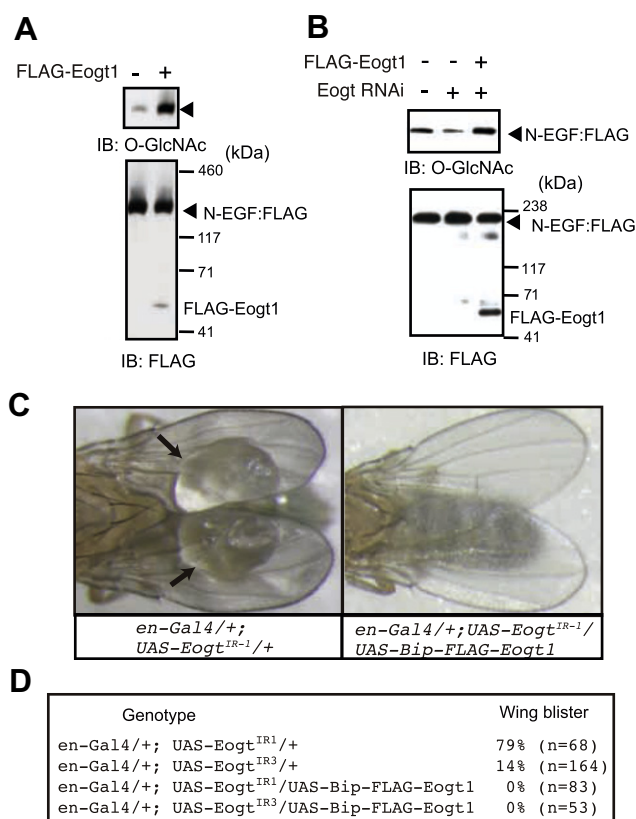 A
FLAG-Eogt1 - +
IB: O-GlcNAc
(kDa)
460
N-EGF:FLAG
117
71
FLAG-Eogt1
41
IB: FLAG
B
FLAG-Eogt1 - - +
Eogt RNAi - + +
N-EGF:FLAG
IB: O-GlcNAc
(kDa)
238
N-EGF:FLAG
117
71
FLAG-Eogt1
41
IB: FLAG
C
en-Gal4/+;
UAS-Eogt^IR-1/+
en-Gal4/+;UAS-Eogt^IR-1/
UAS-Bip-FLAG-Eogt1
D
Genotype Wing blister
en-Gal4/+; UAS-Eogt^IR1/+ 79% (n=68)
en-Gal4/+; UAS-Eogt^IR3/+ 14% (n=164)
en-Gal4/+; UAS-Eogt^IR1/UAS-Bip-FLAG-Eogt1 0% (n=83)
en-Gal4/+; UAS-Eogt^IR3/UAS-Bip-FLAG-Eogt1 0% (n=53)